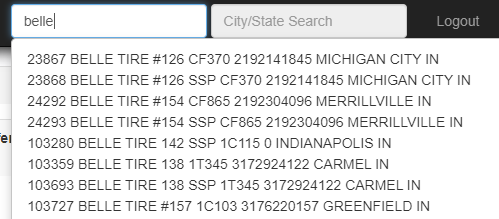 belle City/State Search Logout
23867 BELLE TIRE #126 CF370 2192141845 MICHIGAN CITY IN
23868 BELLE TIRE #126 SSP CF370 2192141845 MICHIGAN CITY IN
24292 BELLE TIRE #154 CF865 2192304096 MERRILLVILLE IN
24293 BELLE TIRE #154 SSP CF865 2192304096 MERRILLVILLE IN
103280 BELLE TIRE 142 SSP 1C115 0 INDIANAPOLIS IN
103359 BELLE TIRE 138 1T345 3172924122 CARMEL IN
103693 BELLE TIRE 138 SSP 1T345 3172924122 CARMEL IN
103727 BELLE TIRE #157 1C103 3176220157 GREENFIELD IN